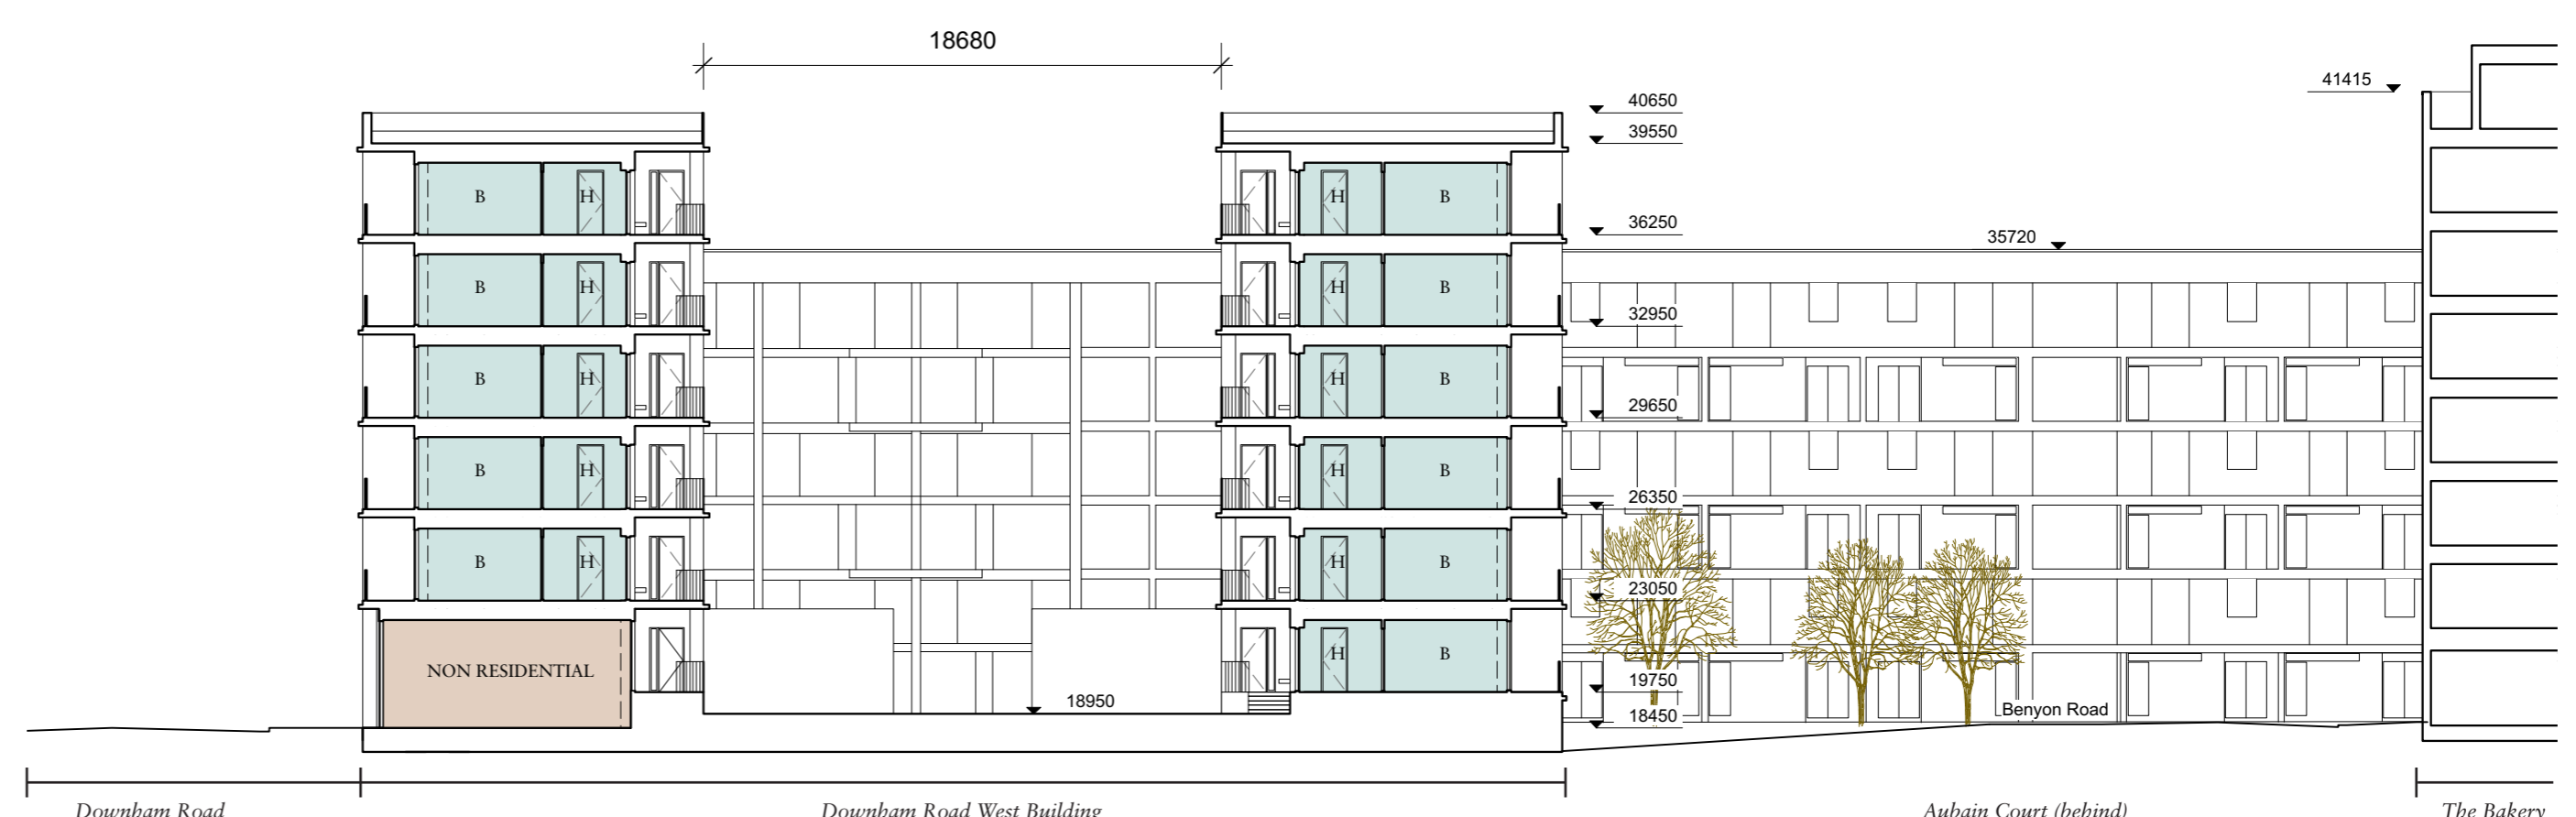 18680
41415
40650
39550
B H H B
36250
35720
B H H B
32950
B H H B
29650
B H H B
26350
B H H B
23050
NON RESIDENTIAL H B
19750
18950
18450
Benyon Road
Downham Road Downham Road West Building Aubain Court (behind) The Bakery